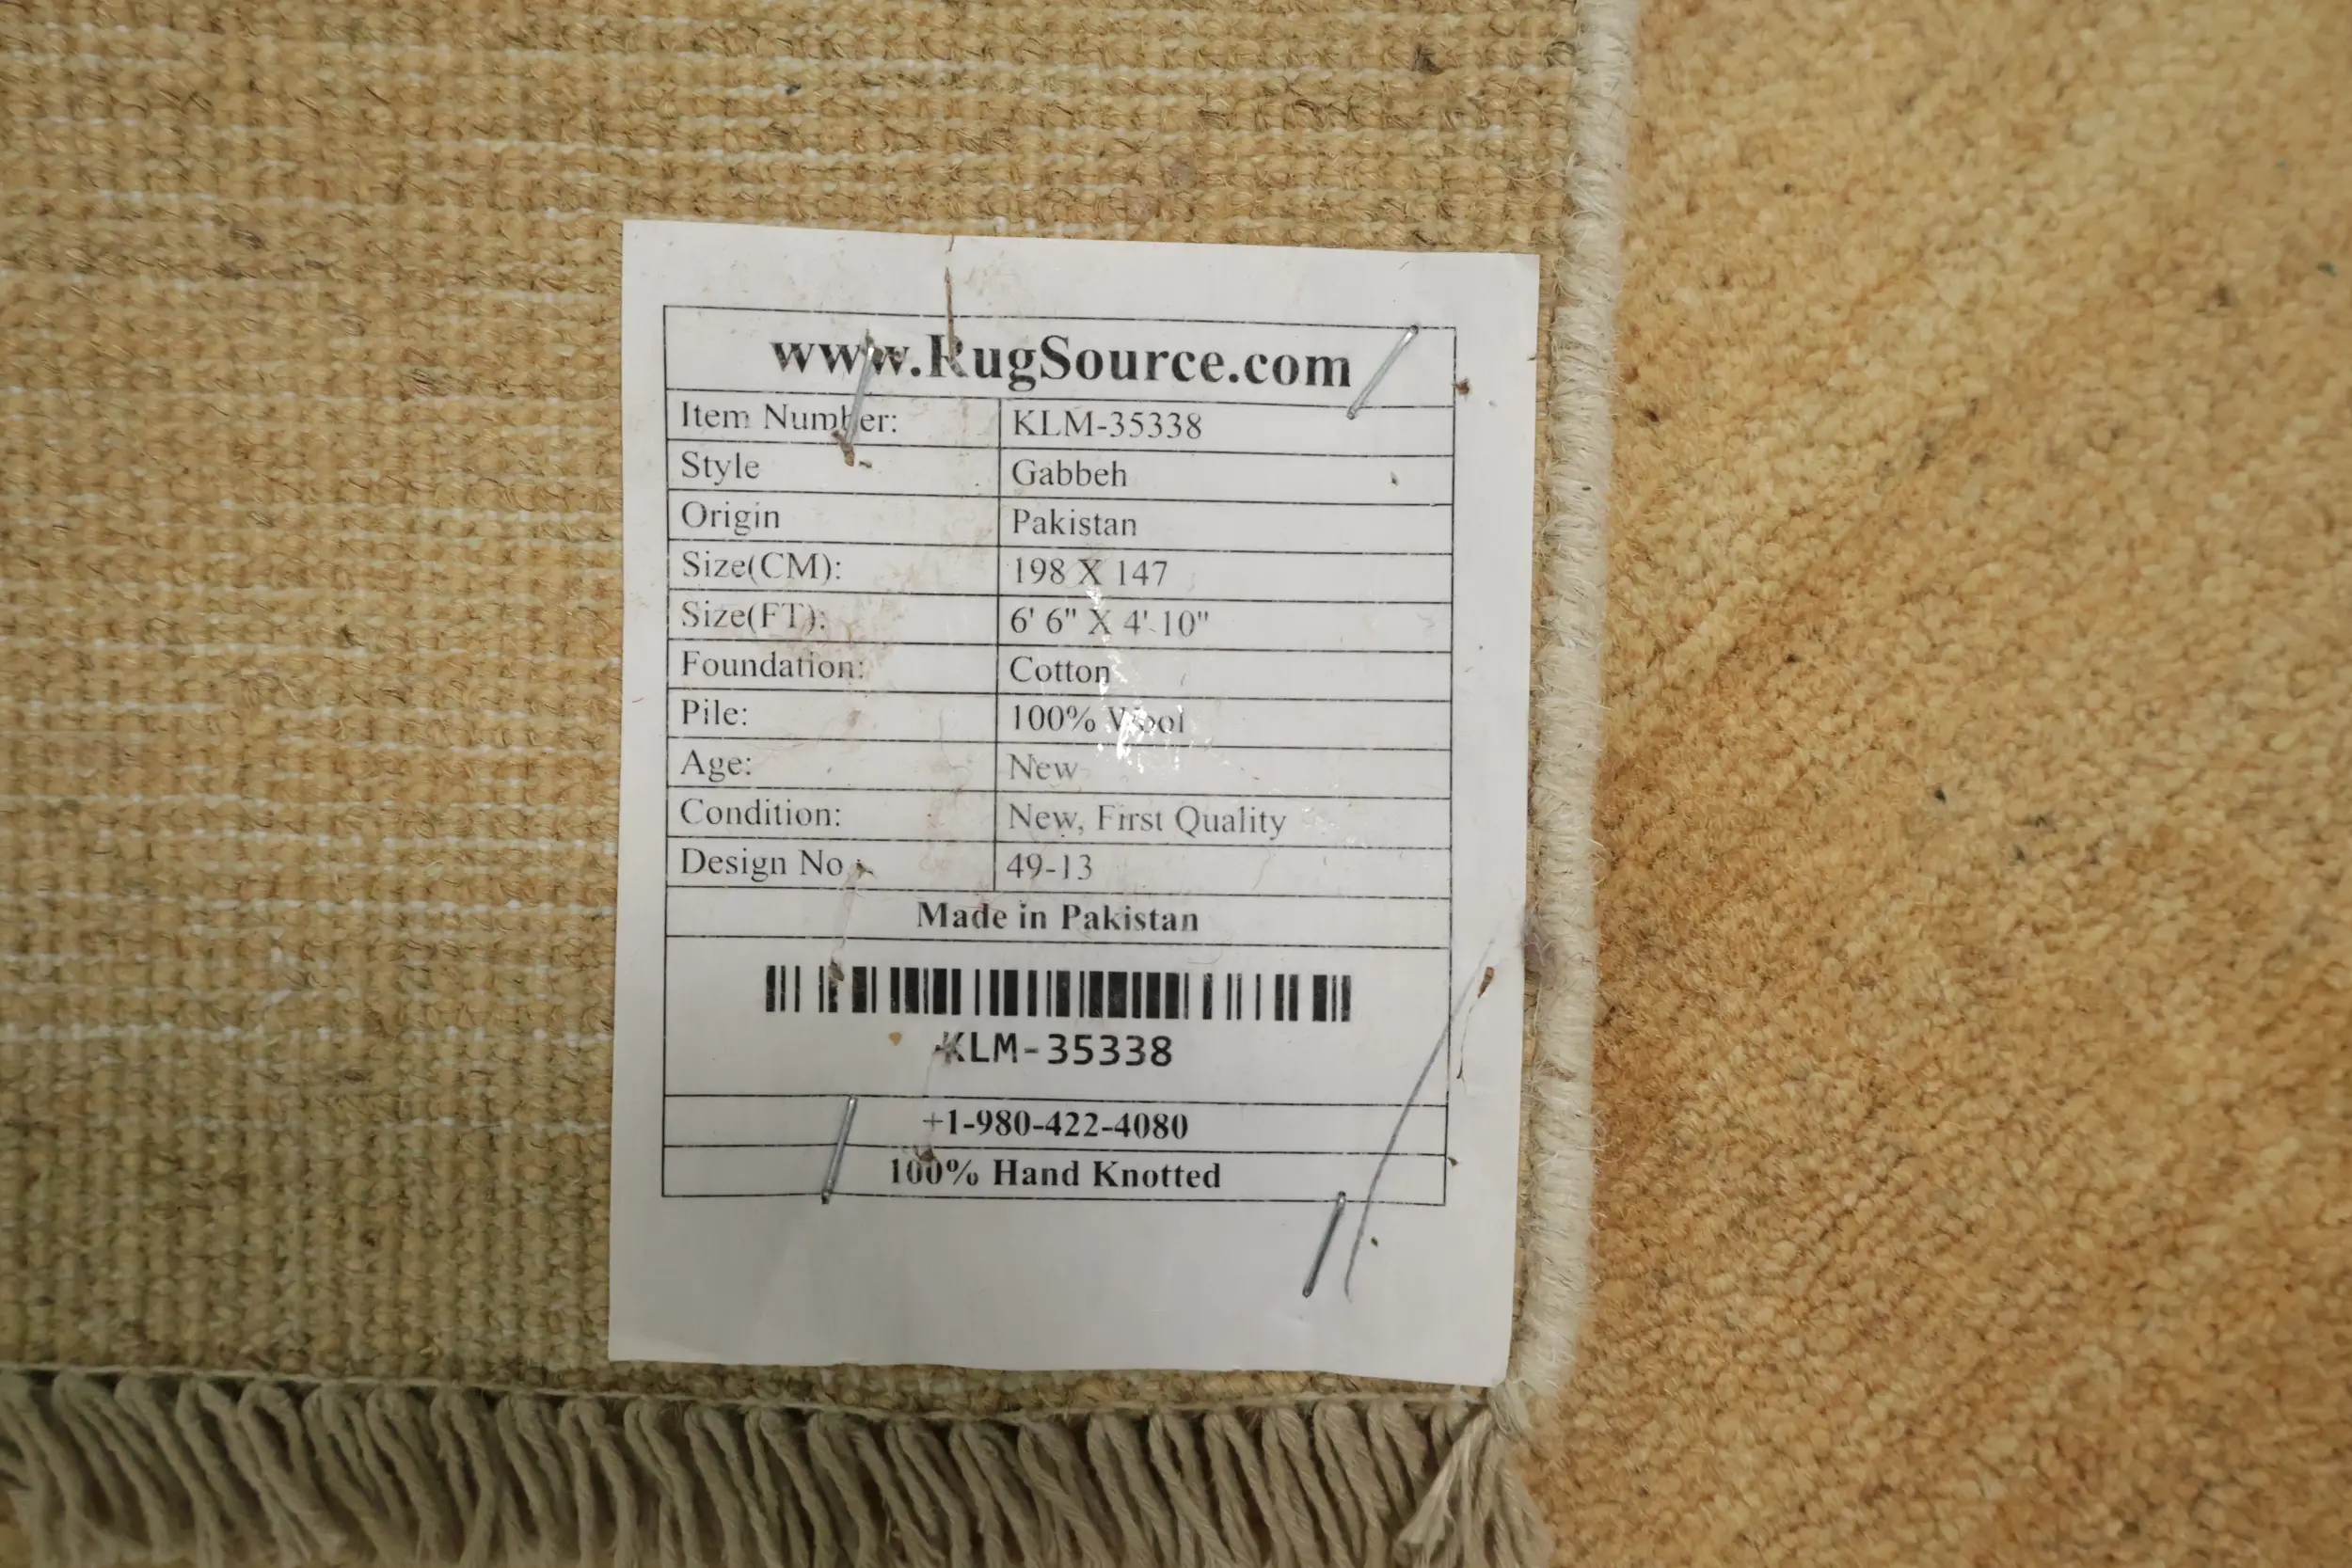 www.RugSource.com
Item Number: KLM-35338
Style Gabbeh
Origin Pakistan
Size(CM): 198 X 147
Size(FT): 6' 6" X 4' 10"
Foundation: Cotton
Pile: 100% Wool
Age: New
Condition: New, First Quality
Design No : 49-13
Made in Pakistan
KLM-35338
+1-980-422-4080
100% Hand Knotted